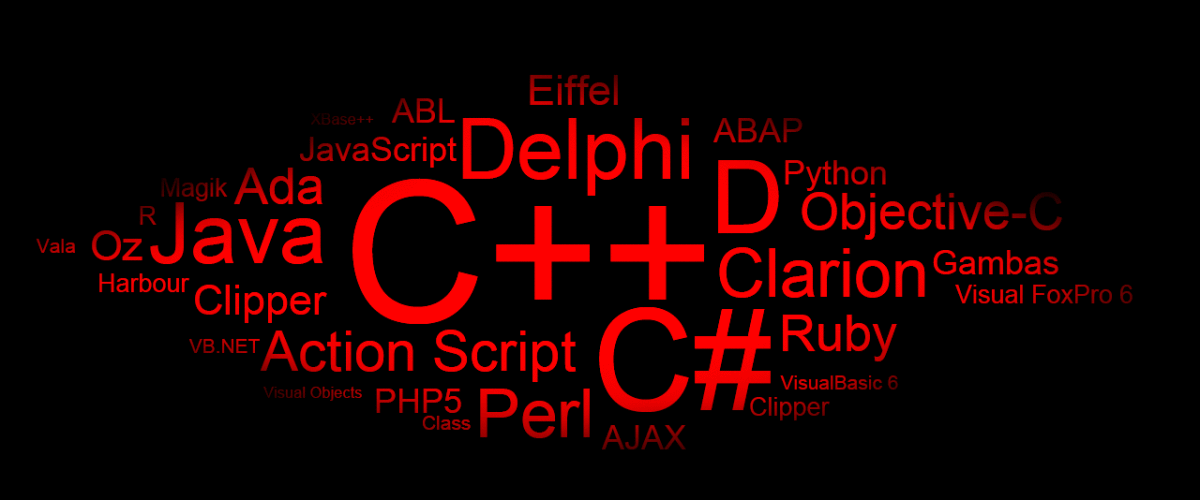 Eiffel
XBase++
ABL
JavaScript
Delphi
ABAP
Magik
Ada
D
Python
R
Java
C++
Objective-C
Vala
Oz
Clarion
Gambas
Harbour
Clipper
Visual FoxPro 6
VB.NET
Action Script
C#
Ruby
Visual Objects
PHP5
Class
Perl
VisualBasic 6
Clipper
AJAX